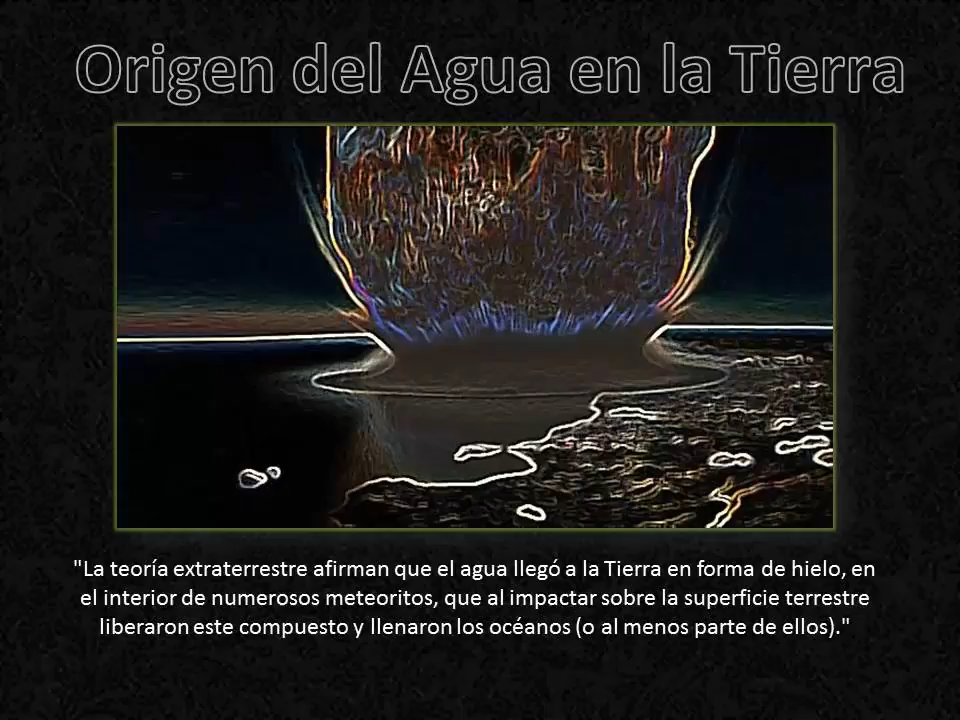 Origen del Agua en la Tierra
"La teoría extraterrestre afirman que el agua llegó a la Tierra en forma de hielo, en
el interior de numerosos meteoritos, que al impactar sobre la superficie terrestre
liberaron este compuesto y llenaron los océanos (o al menos parte de ellos)."